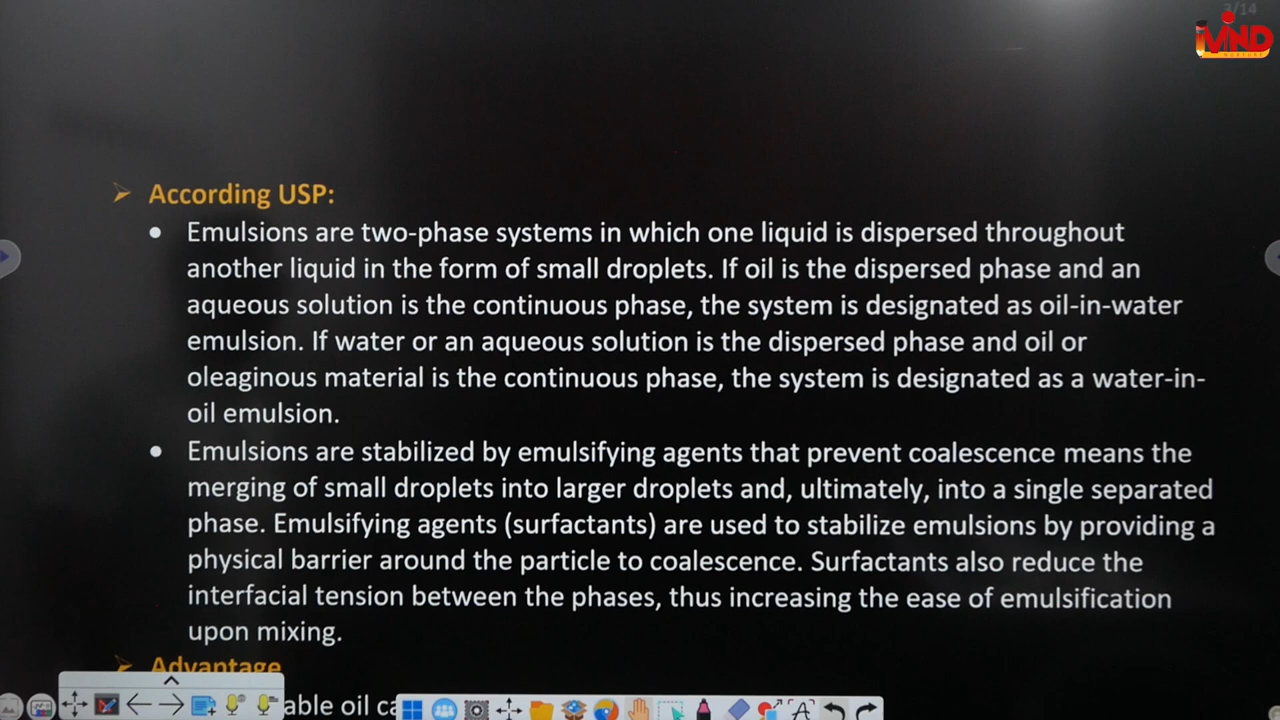 3/14
MIND
➢ According USP:
• Emulsions are two-phase systems in which one liquid is dispersed throughout
another liquid in the form of small droplets. If oil is the dispersed phase and an
aqueous solution is the continuous phase, the system is designated as oil-in-water
emulsion. If water or an aqueous solution is the dispersed phase and oil or
oleaginous material is the continuous phase, the system is designated as a water-in-
oil emulsion.
• Emulsions are stabilized by emulsifying agents that prevent coalescence means the
merging of small droplets into larger droplets and, ultimately, into a single separated
phase. Emulsifying agents (surfactants) are used to stabilize emulsions by providing a
physical barrier around the particle to coalescence. Surfactants also reduce the
interfacial tension between the phases, thus increasing the ease of emulsification
upon mixing.
➢ Advantage
able oil